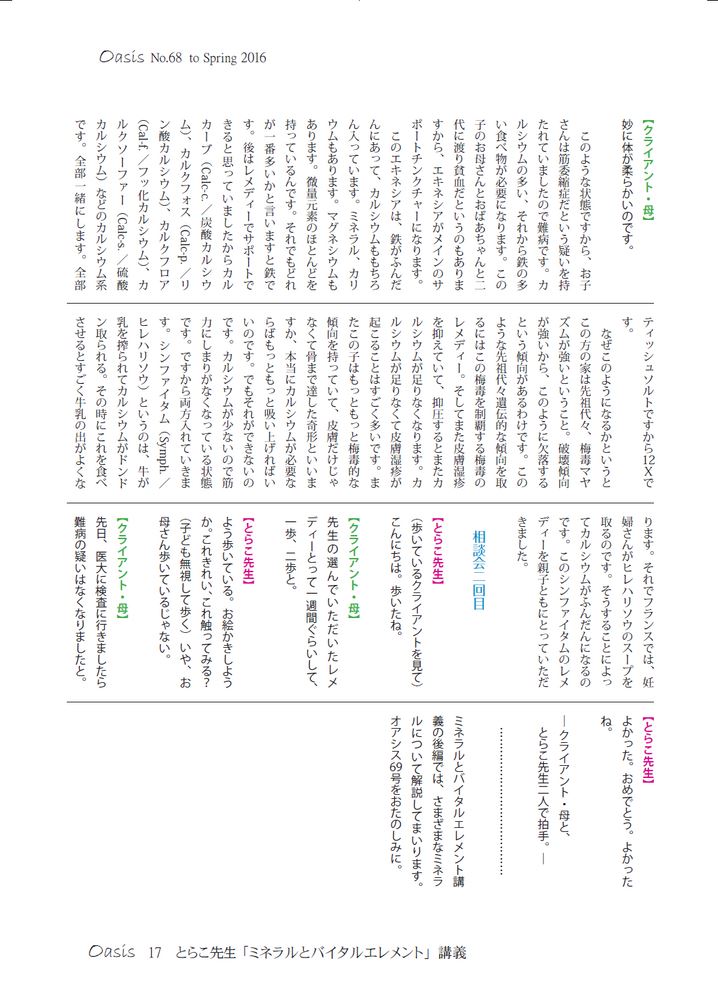 Oasis No.68 to Spring 2016
【クライアント・母】
妙に体が柔らかいのです。
このような状態ですから、お子
さんは筋委縮症だという疑いを持
たれていましたので難病です。カ
ルシウムの多い、それから鉄の多
い食べ物が必要になります。この
子のお母さんとおばあちゃんと二
代に渡り貧血だというのもありま
すから、エキネシアがメインのサ
ポートチンクチャーになります。
このエキネシアは、鉄がふんだ
んにあって、カルシウムももちろ
ん入っています。ミネラル、カリ
ウムもあります。マグネシウムも
あります。微量元素のほとんどを
持っているんです。それでもどれ
が一番多いかと言いますと鉄で
す。後はレメディーでサポートで
きると思っていましたからカル
カーブ（Calc-c.／炭酸カルシウ
ム）、カルクフォス（Calc-p.／リ
ン酸カルシウム）、カルクフロア
（Cal-f.／フッ化カルシウム）、カ
ルクソーファー（Calc-s.／硫酸
カルシウム）などのカルシウム系
です。全部一緒にします。全部
ティッシュソルトですから12Xで
す。
なぜこのようになるかというと
この方の家は先祖代々、梅毒マヤ
ズムが強いということ。破壊傾向
が強いから、このように欠落する
という傾向があるわけです。この
ような先祖代々遺伝的な傾向を取
るにはこの梅毒を制覇する梅毒の
レメディー。そしてまた皮膚湿疹
を抑えていて、抑圧するとまたカ
ルシウムが足りなくなります。カ
ルシウムが足りなくて皮膚湿疹が
起こることはすごく多いです。ま
たこの子はもっともっと梅毒的な
傾向を持っていて、皮膚だけじゃ
なくて骨まで達した奇形といいま
すか、本当にカルシウムが必要な
らばもっともっと吸い上げればい
いのです。でもそれができないの
です。カルシウムが少ないので筋
力にしまりがなくなっている状態
です。ですから両方入れていきま
す。シンファイタム（Symph.／
ヒレハリソウ）というのは、牛が
乳を搾られてカルシウムがドンド
ン取られる。その時にこれを食べ
させるとすごく牛乳の出がよくな
ります。それでフランスでは、妊
婦さんがヒレハリソウのスープを
取るのです。そうすることによっ
てカルシウムがふんだんになるの
です。このシンファイタムのレメ
ディーを親子ともにとっていただ
きました。
相談会二回目
【とらこ先生】
（歩いているクライアントを見て）
こんにちは。歩いたね。
【クライアント・母】
先生の選んでいただいたレメ
ディーとって一週間ぐらいして、
一歩、二歩と。
【とらこ先生】
よう歩いている。お絵かきしよう
か。これきれい、これ触ってみる？
（子ども無視して歩く）いや、お
母さん歩いているじゃない。
【クライアント・母】
先日、医大に検査に行きましたら
難病の疑いはなくなりましたと。
【とらこ先生】
よかった。おめでとう。よかった
ね。
―クライアント・母と、
とらこ先生二人で拍手。―
ミネラルとバイタルエレメント講
義の後編では、さまざまなミネラ
ルについて解説してまいります。
オアシス69号をおたのしみに。
Oasis 17 とらこ先生「ミネラルとバイタルエレメント」講義